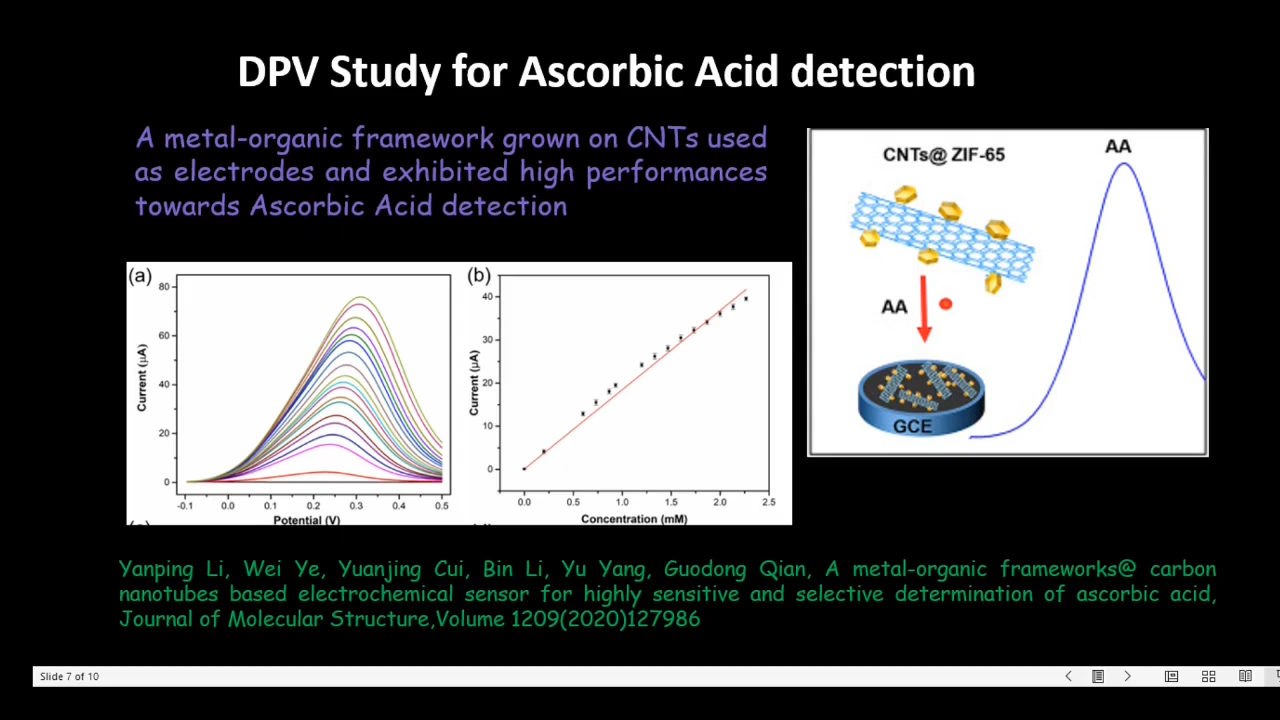 DPV Study for Ascorbic Acid detection
A metal-organic framework grown on CNTs used
as electrodes and exhibited high performances
towards Ascorbic Acid detection
CNTs@ ZIF-65
AA
AA
GCE
(a)
80
60
40
20
0
Current (μA)
-0.1 0.0 0.1 0.2 0.3 0.4 0.5
Potential (V)
(b)
40
30
20
10
0
Current (μA)
0.0 0.5 1.0 1.5 2.0 2.5
Concentration (mM)
Yanping Li, Wei Ye, Yuanjing Cui, Bin Li, Yu Yang, Guodong Qian, A metal-organic frameworks@ carbon
nanotubes based electrochemical sensor for highly sensitive and selective determination of ascorbic acid,
Journal of Molecular Structure,Volume 1209(2020)127986
Slide 7 of 10